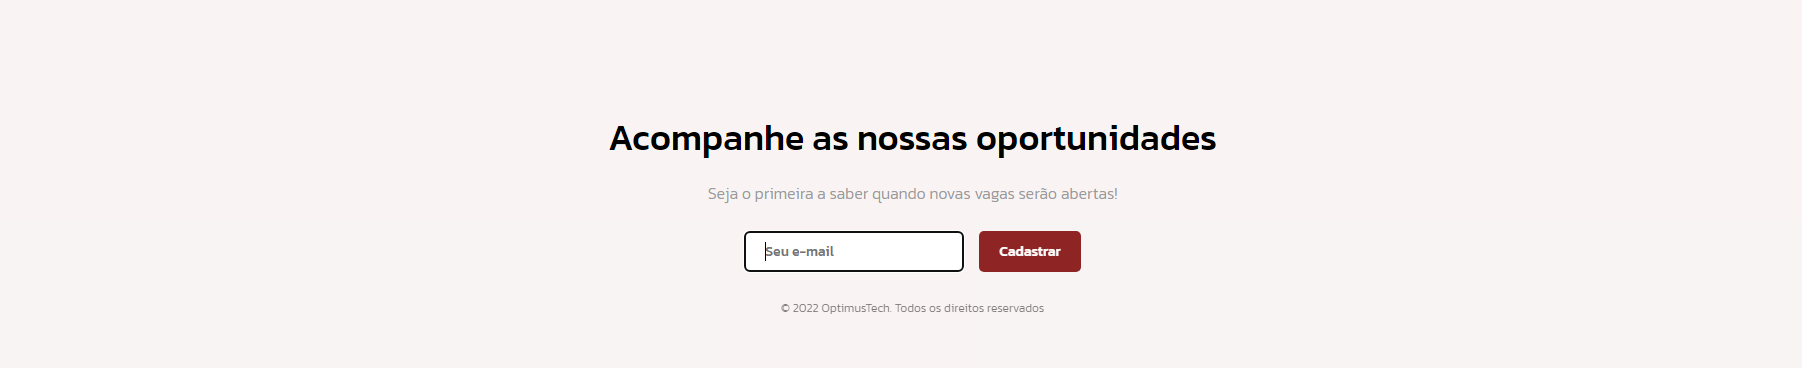 Acompanhe as nossas oportunidades
Seja o primeira a saber quando novas vagas serão abertas!
Seu e-mail
Cadastrar
© 2022 OptimusTech. Todos os direitos reservados